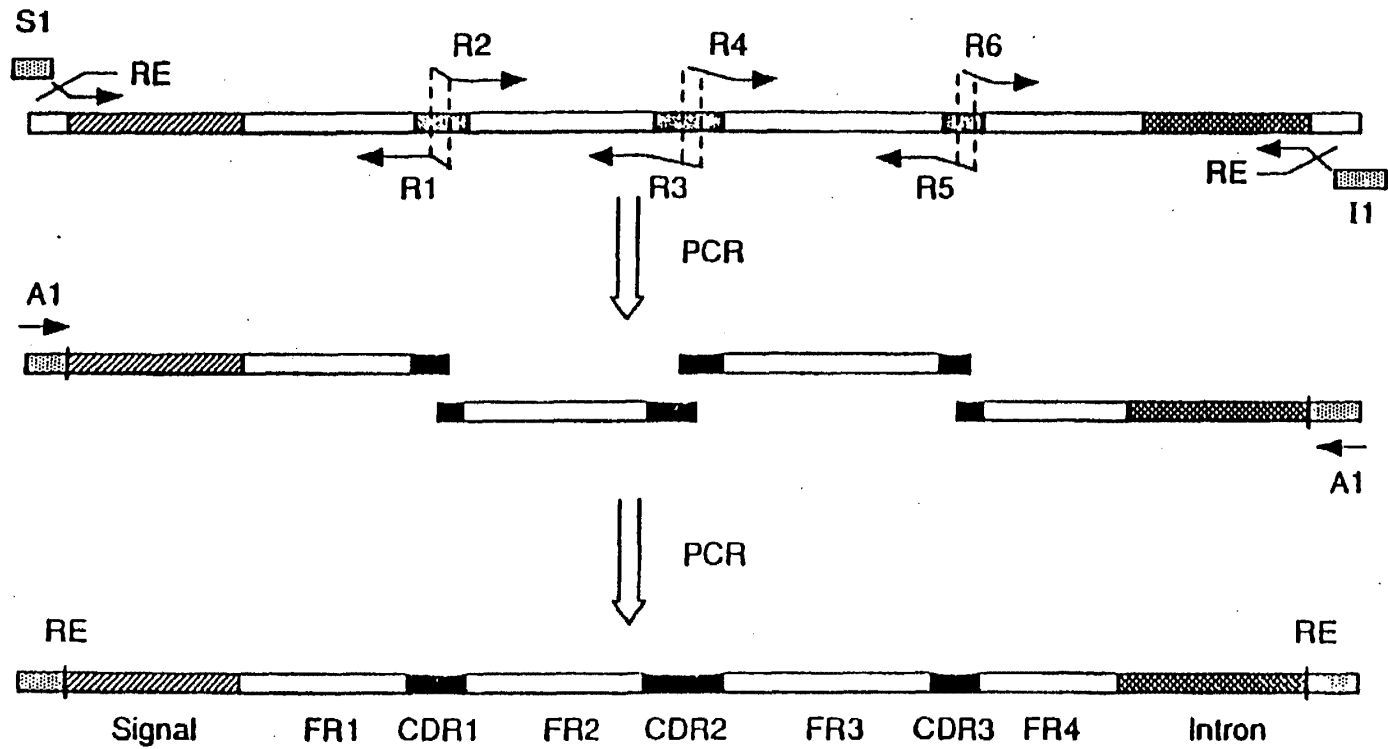 S1
R2 R4 R6
RE
R1 R3 R5 RE
I1
PCR
A1
A1
PCR
RE RE
Signal FR1 CDR1 FR2 CDR2 FR3 CDR3 FR4 Intron